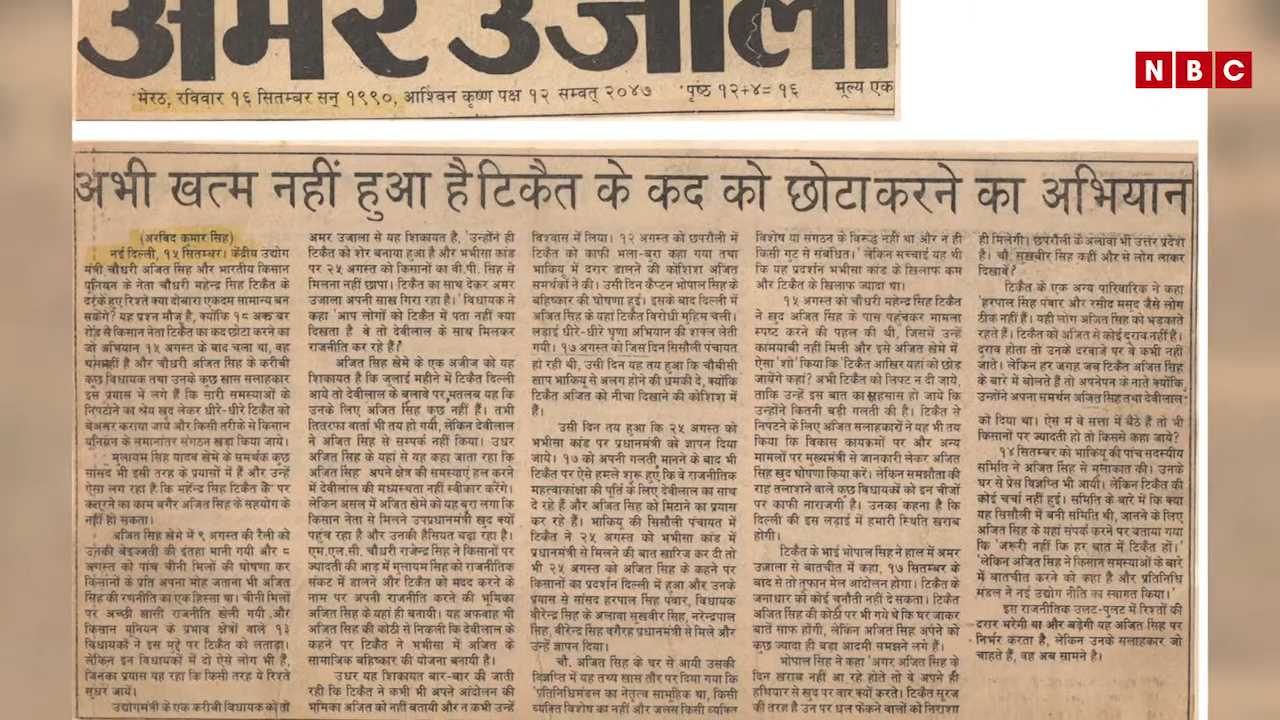 अमर उजाला
NBC
मेरठ, रविवार १६ सितम्बर सन् १९९०, आश्विन कृष्ण पक्ष १२ सम्वत् २०४७ पृष्ठ १२+४= १६ मूल्य एक
अभी खत्म नहीं हुआ है टिकैत के कद को छोटा करने का अभियान
(अरविंद कुमार सिंह)
नई दिल्ली, १५ सितम्बर। केंद्रीय उद्योग
मंत्री चौधरी अजित सिंह और भारतीय किसान
यूनियन के नेता चौधरी महेन्द्र सिंह टिकैत के
दरके हुए रिश्ते क्या दोबारा एकदम सामान्य बन
सकेंगे? यह प्रश्न मौजूद है, क्योंकि १८
से किसान नेता टिकैत का कद छोटा करने का
जो अभियान १५ अगस्त के बाद चला था, वह
थमा नहीं है और चौधरी अजित सिंह के करीबी
कुछ विधायक तथा उनके कुछ खास सलाहकार
इस प्रयास में लगे हैं कि सारी समस्याओं के
निपटाने का श्रेय खुद लेकर धीरे-धीरे टिकैत को
बेअसर कराया जाये और किसी तरीके से किसान
यूनियन के समानांतर संगठन खड़ा किया जाये।
मुलायम सिंह यादव खेमे के समर्थक कुछ
सांसद भी इसी तरह के प्रयासों में हैं और उन्हें
ऐसा लग रहा है कि महेन्द्र सिंह टिकैत के पर
कतरने का काम बगैर अजित सिंह के सहयोग के
नहीं हो सकता।
अजित सिंह खेमे में ९ अगस्त की रैली को
उनकी बेइज्जती की इंतहा मानी गयी और ८
अगस्त को पांच चीनी मिलों की घोषणा कर
किसानों के प्रति अपना मोह जताना भी अजित
सिंह की रणनीति का एक हिस्सा था। चीनी मिलों
पर अच्छी खासी राजनीति खेली गयी और
किसान यूनियन के प्रभाव क्षेत्रों वाले १३
विधायकों ने इस मुद्दे पर टिकैत को लताड़ा।
लेकिन इन विधायकों में दो ऐसे लोग भी हैं,
जिनका प्रयास यह रहा कि किसी तरह ये रिश्ते
सुधर जायें।
उद्योगमंत्री के एक करीबी विधायक को तो
अमर उजाला से यह शिकायत है, 'उन्होंने ही
टिकैत को शेर बनाया हुआ है और भभीसा कांड
पर २५ अगस्त को किसानों का वी.पी. सिंह से
मिलना नहीं छापा। टिकैत का साथ देकर अमर
उजाला अपनी साख गिरा रहा है।' विधायक ने
कहा 'आप लोगों को टिकैत में पता नहीं क्या
दिखता है वे तो देवीलाल के साथ मिलकर
राजनीति कर रहे हैं।'
अजित सिंह खेमे के एक अजीज को यह
शिकायत है कि जुलाई महीने में टिकैत दिल्ली
आये तो देवीलाल के बुलावे पर, मतलब यह कि
उनके लिए अजित सिंह कुछ नहीं हैं। तभी
तितरफा वार्ता भी तय हो गयी, लेकिन देवीलाल
ने अजित सिंह से सम्पर्क नहीं किया। उधर
अजित सिंह के यहां से यह कहा जाता रहा कि
अजित सिंह अपने क्षेत्र की समस्याएं हल करने
में देवीलाल की मध्यस्थता नहीं स्वीकार करेंगे।
लेकिन असल में अजित खेमे को यह बुरा लगा कि
किसान नेता से मिलने उपप्रधानमंत्री खुद क्यों
पहुंच रहा है और उनकी हैसियत बढ़ा रहा है।
एम.एल.सी. चौधरी राजेन्द्र सिंह ने किसानों पर
ज्यादती की आड़ में मुलायम सिंह को राजनीतिक
संकट में डालने और टिकैत को मदद करने के
नाम पर अपनी राजनीति करने की भूमिका
अजित सिंह के यहां ही बनायी। यह अफवाह भी
अजित सिंह की कोठी से निकली कि देवीलाल के
कहने पर टिकैत ने भभीसा में अजित के
सामाजिक बहिष्कार की योजना बनायी है।
उधर यह शिकायत बार-बार की जाती
रही कि टिकैत ने कभी भी अपने आंदोलन की
भूमिका अजित को नहीं बतायी और न कभी उन्हें
विश्वास में लिया। १२ अगस्त को छपरौली में
टिकैत को काफी भला-बुरा कहा गया तथा
भाकियू में दरार डालने की कोशिश अजित
समर्थकों ने की। उसी दिन कैप्टन भोपाल सिंह के
बहिष्कार की घोषणा हुई। इसके बाद दिल्ली में
अजित सिंह के यहां टिकैत विरोधी मुहिम चली।
लड़ाई धीरे-धीरे घृणा अभियान की शक्ल लेती
गयी। १७ अगस्त को जिस दिन सिसौली पंचायत
हो रही थी, उसी दिन यह तय हुआ कि चौबीसी
खाप भाकियू से अलग होने की धमकी दे, क्योंकि
टिकैत अजित को नीचा दिखाने की कोशिश में
हैं।
उसी दिन तय हुआ कि २५ अगस्त को
भभीसा कांड पर प्रधानमंत्री को ज्ञापन दिया
जाये। १७ को अपनी गलती मानने के बाद भी
टिकैत पर ऐसे हमले शुरू हुए कि वे राजनीतिक
महत्वाकांक्षा की पूर्ति के लिए देवीलाल का साथ
दे रहे हैं और अजित सिंह को मिटाने का प्रयास
कर रहे हैं। भाकियू की सिसौली पंचायत में
टिकैत ने २५ अगस्त को भभीसा कांड में
प्रधानमंत्री से मिलने की बात खारिज कर दी तो
भी २५ अगस्त को अजित सिंह के कहने पर
किसानों का प्रदर्शन दिल्ली में हुआ और उनके
प्रयास से सांसद हरपाल सिंह पंवार, विधायक
वीरेन्द्र सिंह के अलावा सुखवीर सिंह, नरेन्द्रपाल
सिंह, वीरेन्द्र सिंह वगैरह प्रधानमंत्री से मिले और
उन्हें ज्ञापन दिया।
चौ. अजित सिंह के घर से आयी उसकी
विज्ञप्ति में यह तथ्य खास तौर पर दिया गया कि
'प्रतिनिधिमंडल का नेतृत्व सामूहिक था, किसी
व्यक्ति विशेष का नहीं और जुलूस किसी व्यक्ति
विशेष या संगठन के विरूद्ध नहीं था और न ही
किसी गुट से संबंधित।' लेकिन सच्चाई यह थी
कि यह प्रदर्शन भभीसा कांड के खिलाफ कम
और टिकैत के खिलाफ ज्यादा था।
१५ अगस्त को चौधरी महेन्द्र सिंह टिकैत
ने खुद अजित सिंह के पास पहुंचकर मामला
स्पष्ट करने की पहल की थी, जिसमें उन्हें
कामयाबी नहीं मिली और इसे अजित खेमे में
ऐसा 'शो' किया कि 'टिकैत आखिर यहां को छोड़
जायेंगे कहां? अभी टिकैत को लिफ्ट न दी जाये,
ताकि उन्हें इस बात का अहसास हो जाये कि
उन्होंने कितनी बड़ी गलती की है। टिकैत से
निपटने के लिए अजित सलाहकारों ने यह भी तय
किया कि विकास कार्यक्रमों पर और अन्य
मामलों पर मुख्यमंत्री से जानकारी लेकर अजित
सिंह खुद घोषणा किया करें। लेकिन समझौता की
राह तलाशने वाले कुछ विधायकों को इन चीजों
पर काफी नाराजगी है। उनका कहना है कि
दिल्ली की इस लड़ाई में हमारी स्थिति खराब
होगी।
टिकैत के भाई भोपाल सिंह ने हाल में अमर
उजाला से बातचीत में कहा, १७ सितम्बर के
बाद से तो तूफान मेल आंदोलन होगा। टिकैत के
जनाधार को कोई चुनौती नहीं दे सकता। टिकैत
अजित सिंह की कोठी पर भी गये थे कि घर जाकर
बातें साफ होंगी, लेकिन अजित सिंह अपने को
कुछ ज्यादा ही बड़ा आदमी समझने लगे हैं।
भोपाल सिंह ने कहा 'अगर अजित सिंह के
दिन खराब नहीं आ रहे होते तो वे अपने ही
हथियार से खुद पर वार क्यों करते। टिकैत सूरज
की तरह है उन पर धूल फेंकने वालों को निराशा
ही मिलेगी। छपरौली के अलावा भी उत्तर प्रदेश
है। चौ. सुखबीर सिंह कहीं और से लोग लाकर
दिखावें?
टिकैत के एक अन्य पारिवारिक ने कहा
'हरपाल सिंह पंवार और रसीद मसूद जैसे लोग
ठीक नहीं हैं। यही लोग अजित सिंह को भड़काते
रहते हैं। टिकैत को अजित से कोई दुराव नहीं है।
दुराव होता तो उनके दरवाजे पर वे कभी नहीं
जाते। लेकिन हर जगह जब टिकैत अजित सिंह
के बारे में बोलते हैं तो अपनेपन के नाते क्योंकि,
उन्होंने अपना समर्थन अजित सिंह तथा देवीलाल
को दिया था। ऐसे में वे सत्ता में बैठे हैं तो भी
किसानों पर ज्यादती हो तो किससे कहा जाये?
१४ सितम्बर को भाकियू की पांच सदस्यीय
समिति ने अजित सिंह से मुलाकात की। उनके
घर से प्रेस विज्ञप्ति भी आयी। लेकिन टिकैत की
कोई चर्चा नहीं हुई। समिति के बारे में कि क्या
यह सिसौली में बनी समिति थी, जानने के लिए
अजित सिंह के यहां संपर्क करने पर बताया गया
कि 'जरूरी नहीं कि हर बात में टिकैत हों।'
'लेकिन अजित सिंह ने किसान समस्याओं के बारे
में बातचीत करने को कहा है और प्रतिनिधि
मंडल ने नई उद्योग नीति का स्वागत किया।'
इस राजनीतिक उलट-पुलट में रिश्तों की
दरार भरेगी या और बढ़ेगी यह अजित सिंह पर
निर्भर करता है, लेकिन उनके सलाहकार जो
चाहते हैं, वह अब सामने है।